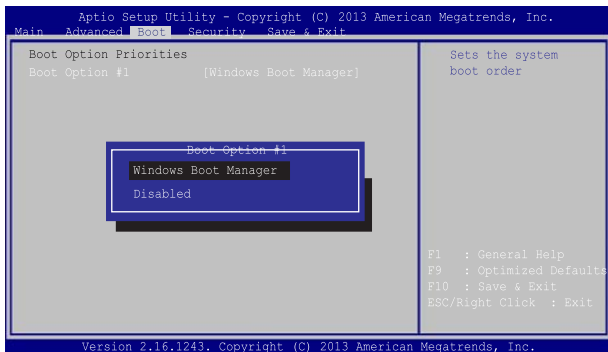 Aptio Setup Utility - Copyright (C) 2013 American Megatrends, Inc.
Main Advanced Boot Security Save & Exit
Boot Option Priorities
Boot Option #1 [Windows Boot Manager]
Sets the system
boot order
Boot Option #1
Windows Boot Manager
Disabled
F1 : General Help
F9 : Optimized Defaults
F10 : Save & Exit
ESC/Right Click : Exit
Version 2.16.1243. Copyright (C) 2013 American Megatrends, Inc.